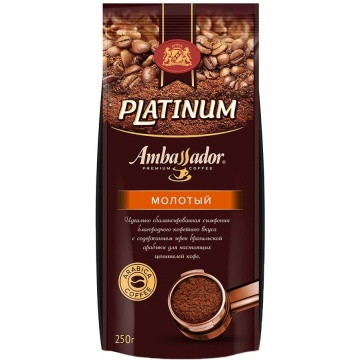 PLATINUM
Ambassador
PREMIUM COFFEE
МОЛОТЫЙ
Идеально сбалансированная симфония
благородного кофейного вкуса
с содержанием зерен бразильской
арабики для настоящих
ценителей кофе.
ARABICA
COFFEE
250г